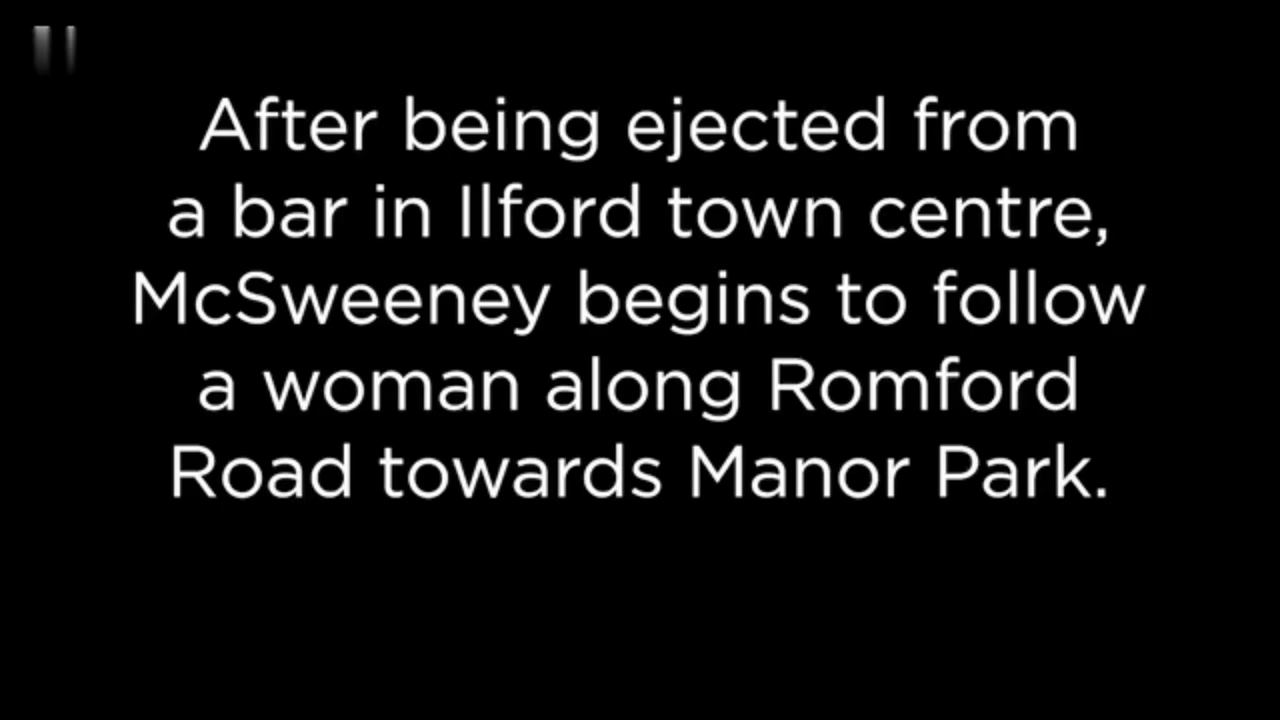 After being ejected from
a bar in Ilford town centre,
McSweeney begins to follow
a woman along Romford
Road towards Manor Park.